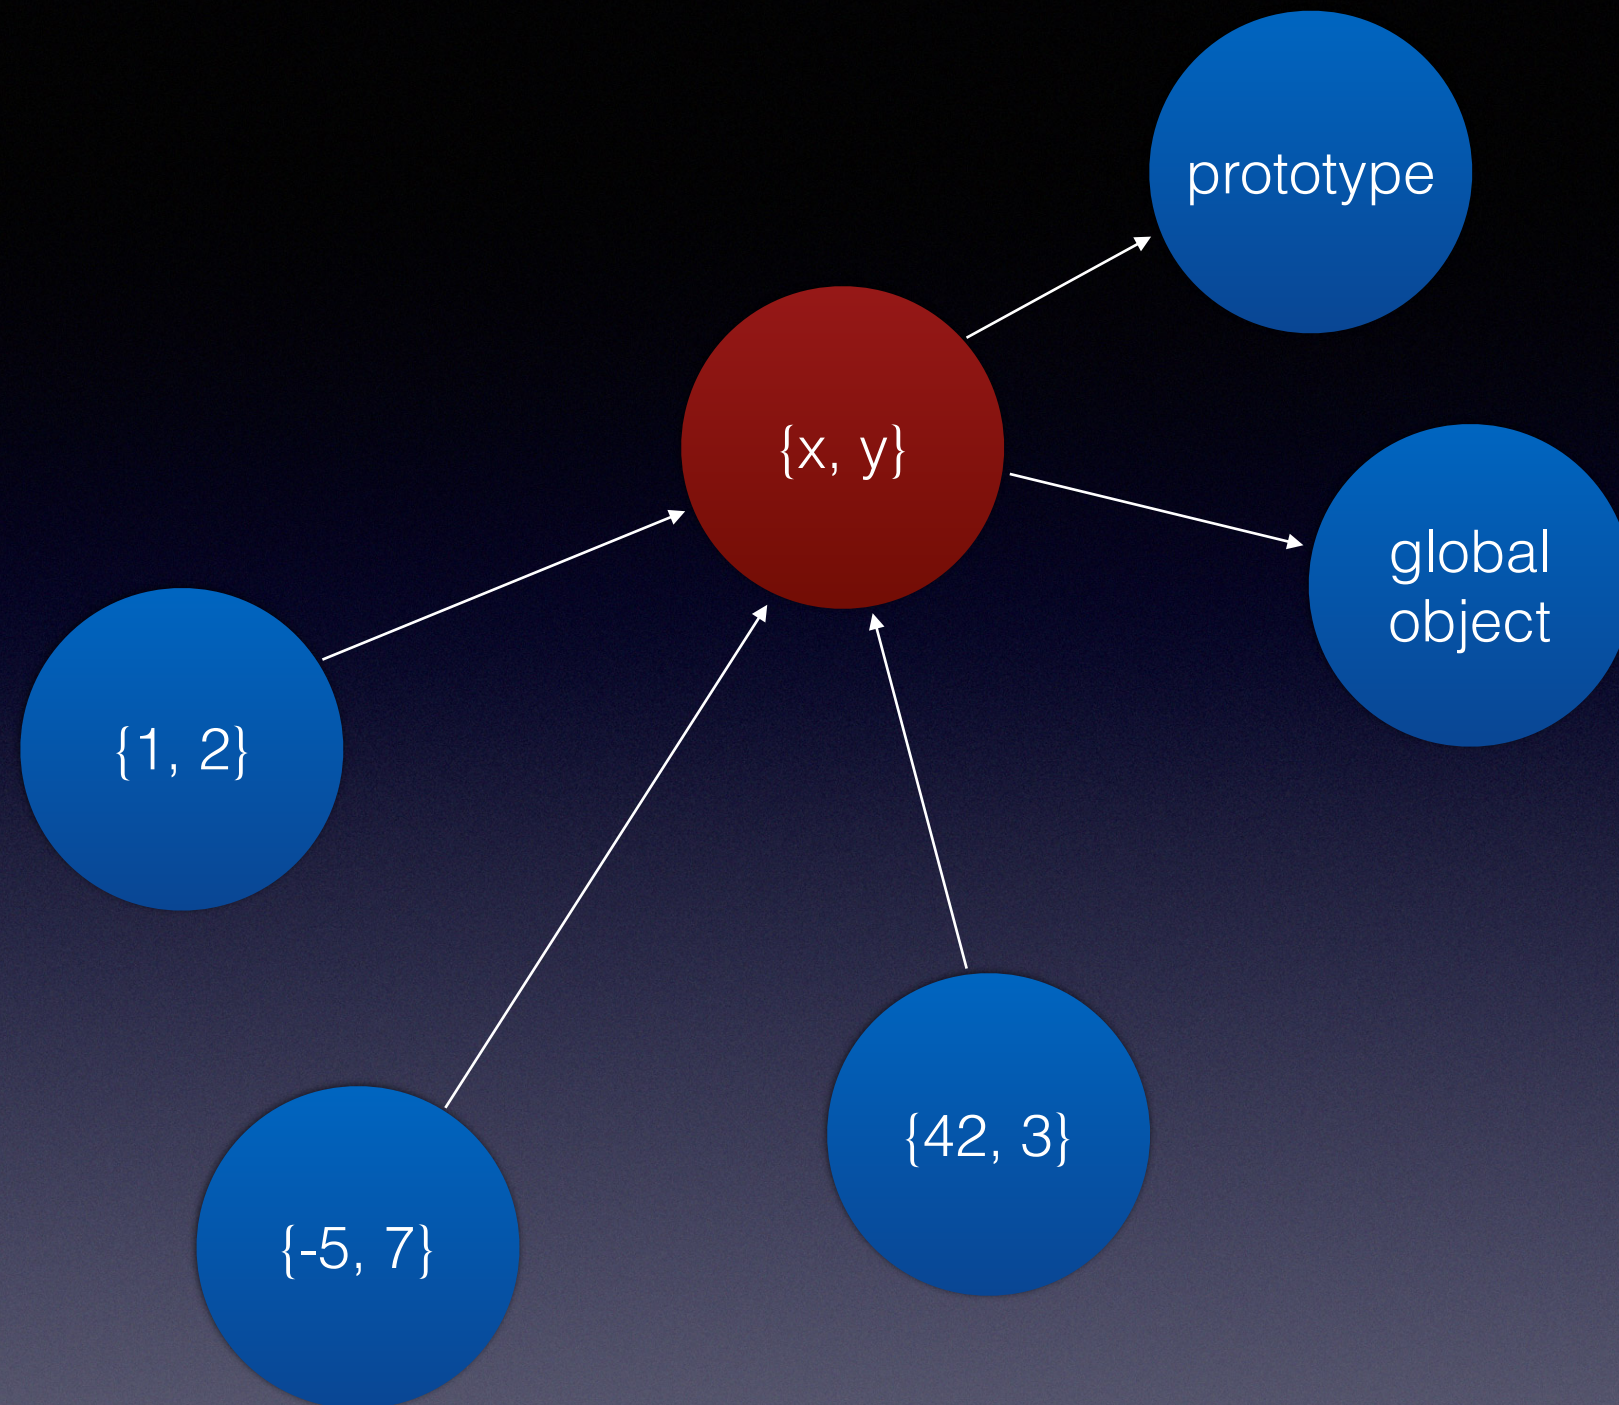 prototype
{x, y}
global
object
{1, 2}
{42, 3}
{-5, 7}